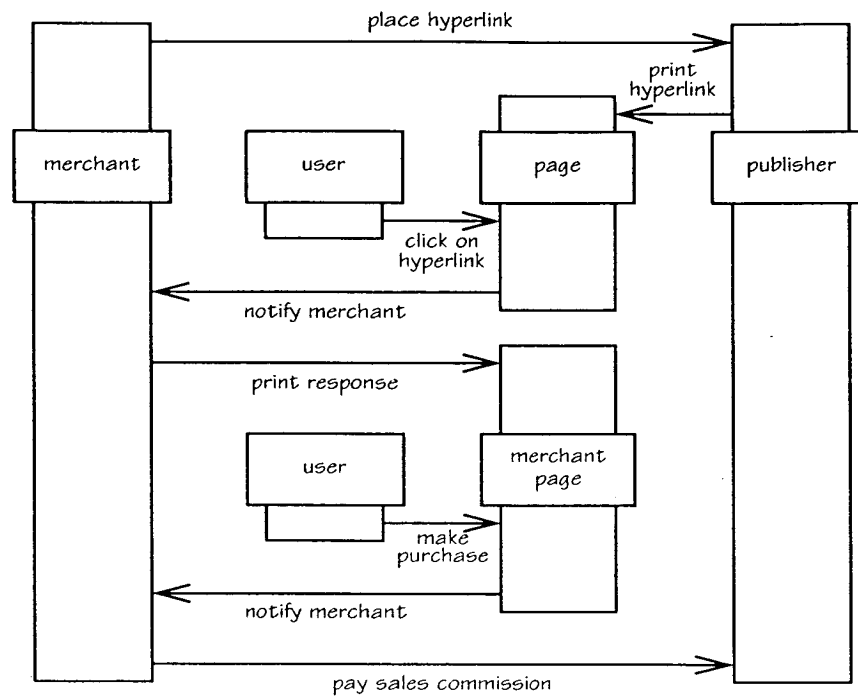 place hyperlink
print
hyperlink
merchant
user
page
publisher
click on
hyperlink
notify merchant
print response
user
merchant
page
make
purchase
notify merchant
pay sales commission